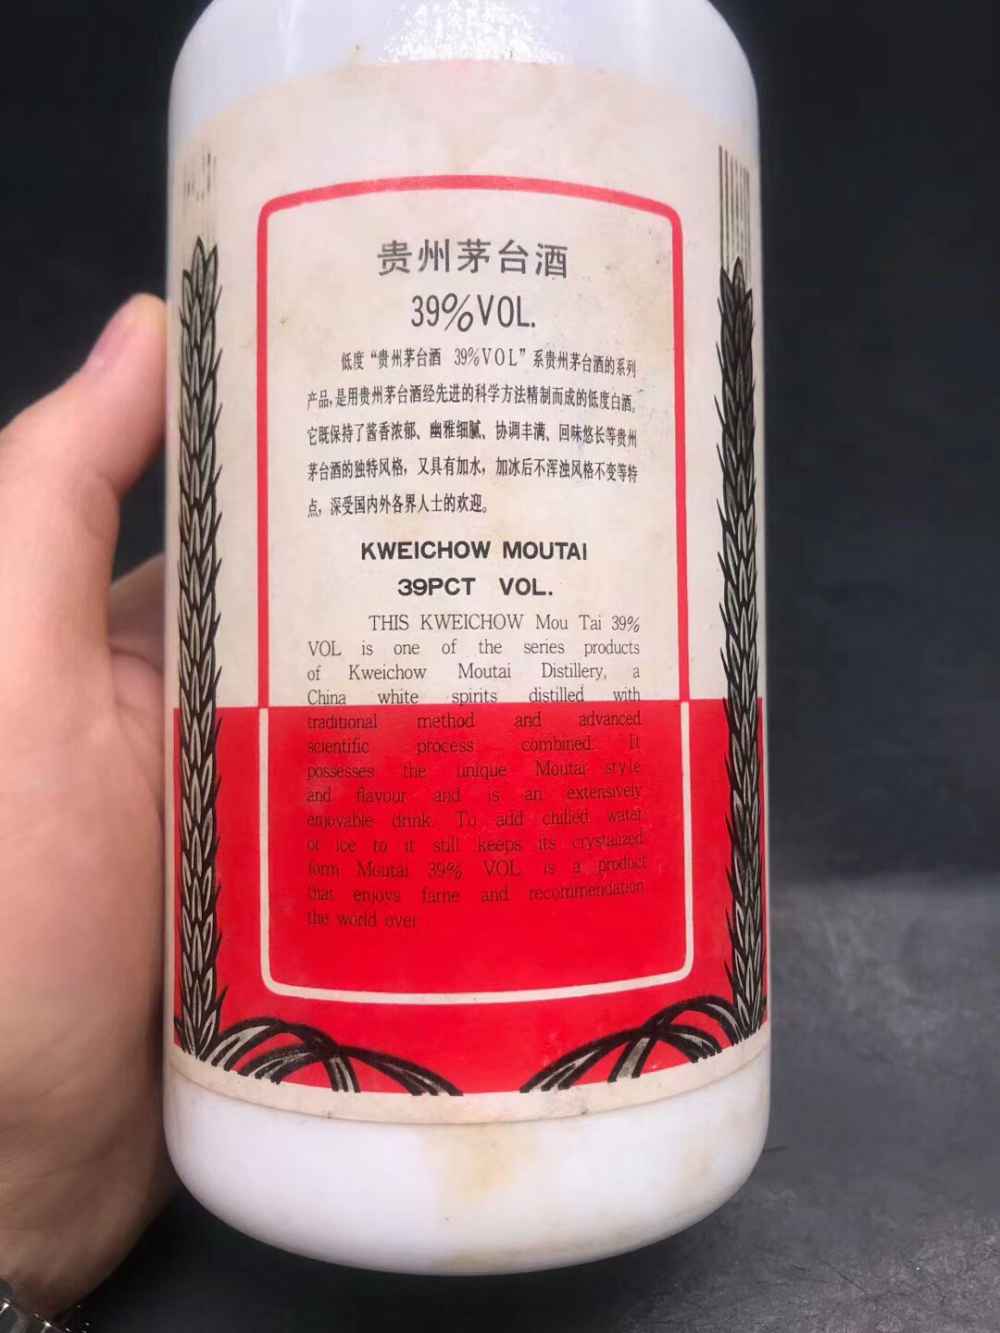 贵州茅台酒
39%VOL.
低度“贵州茅台酒 39%VOL”系贵州茅台酒的系列
产品,是用贵州茅台酒经先进的科学方法精制而成的低度白酒。
它既保持了酱香浓郁、幽雅细腻、协调丰满、回味悠长等贵州
茅台酒的独特风格，又具有加水，加冰后不浑浊风格不变等特
点，深受国内外各界人士的欢迎。
KWEICHOW MOUTAI
39PCT VOL.
THIS KWEICHOW Mou Tai 39%
VOL is one of the series products
of Kweichow Moutai Distillery, a
China white spirits distilled with
traditional method and advanced
scientific process combined. It
possesses the unique Moutai style
and flavour and is an extensively
enjoyable drink. To add chilled water
or ice to it still keeps its crystalized
form Moutai 39% VOL is a product
that enjoys fame and recommendation
the world over